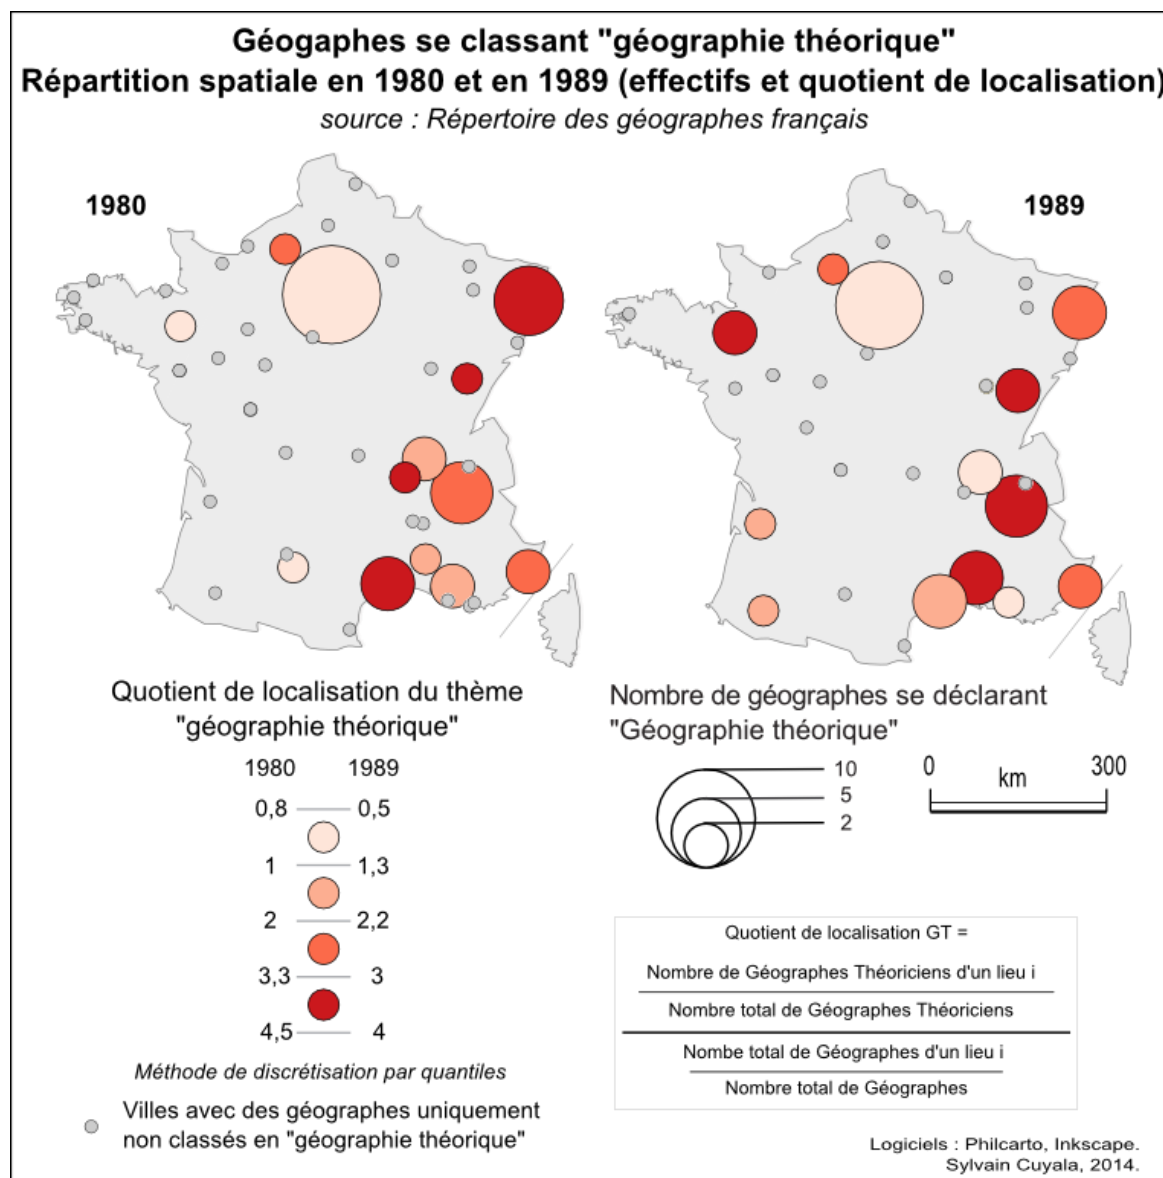 Géogaphes se classant "géographie théorique"
Répartition spatiale en 1980 et en 1989 (effectifs et quotient de localisation)
source : Répertoire des géographes français
1980
1989
Quotient de localisation du thème
"géographie théorique"
1980 1989
0,8 0,5
1 1,3
2 2,2
3,3 3
4,5 4
Méthode de discrétisation par quantiles
Villes avec des géographes uniquement
non classés en "géographie théorique"
Nombre de géographes se déclarant
"Géographie théorique"
10
5
2
0 km 300
Quotient de localisation GT =
Nombre de Géographes Théoriciens d'un lieu i
Nombre total de Géographes Théoriciens
Nombe total de Géographes d'un lieu i
Nombre total de Géographes
Logiciels : Philcarto, Inkscape.
Sylvain Cuyala, 2014.